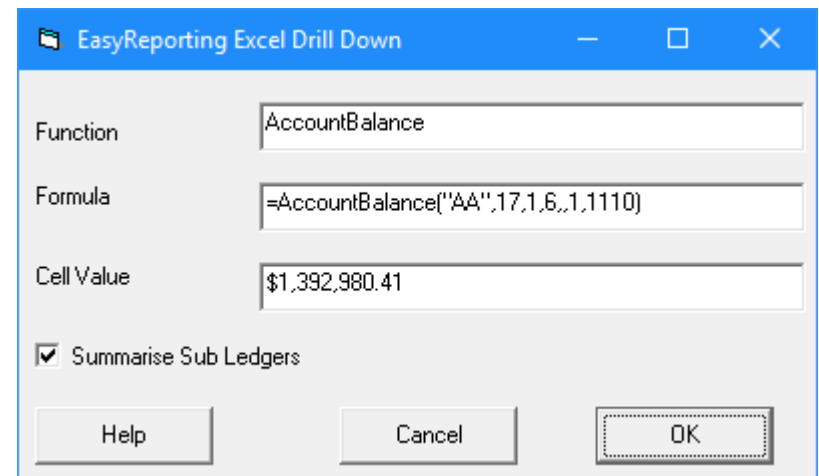 EasyReporting Excel Drill Down
Function
AccountBalance
Formula
=AccountBalance("AA",17,1,6,,1,1110)
Cell Value
$1,392,980.41
Summarise Sub Ledgers
Help
Cancel
OK